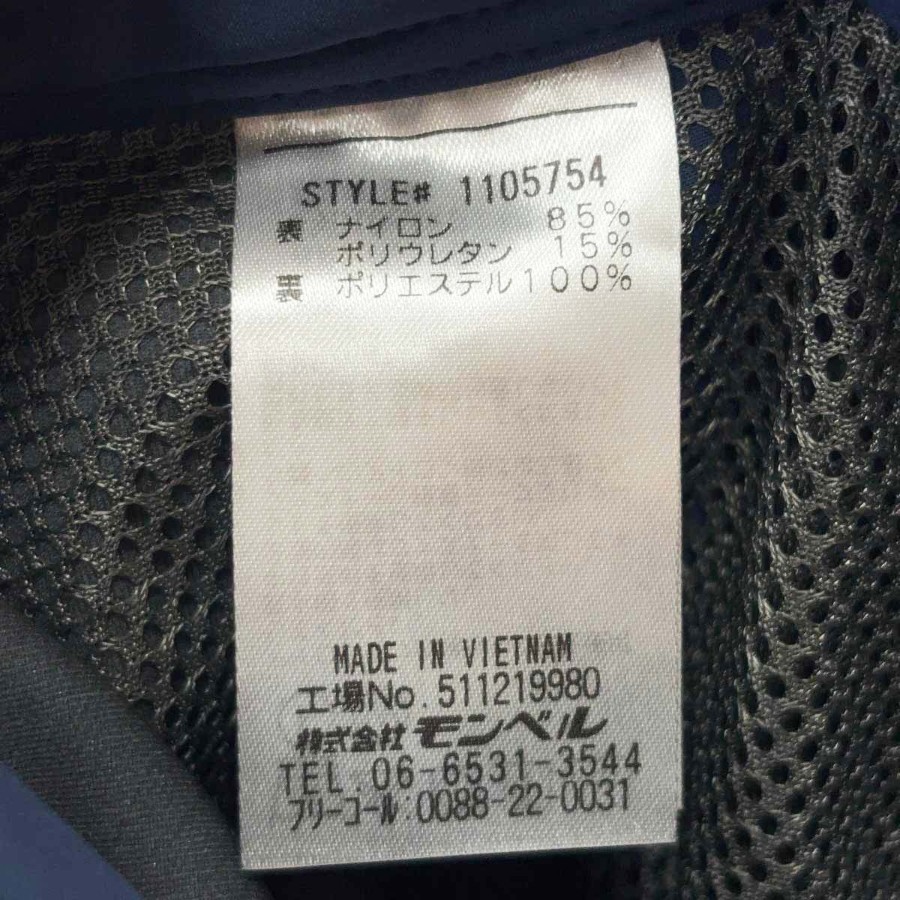 STYLE# 1105754
表 ナイロン 85%
ポリウレタン 15%
裏 ポリエステル100%
MADE IN VIETNAM
工場No.511219980
株式会社 モンベル
TEL.06-6531-3544
フリーコール:0088-22-0031